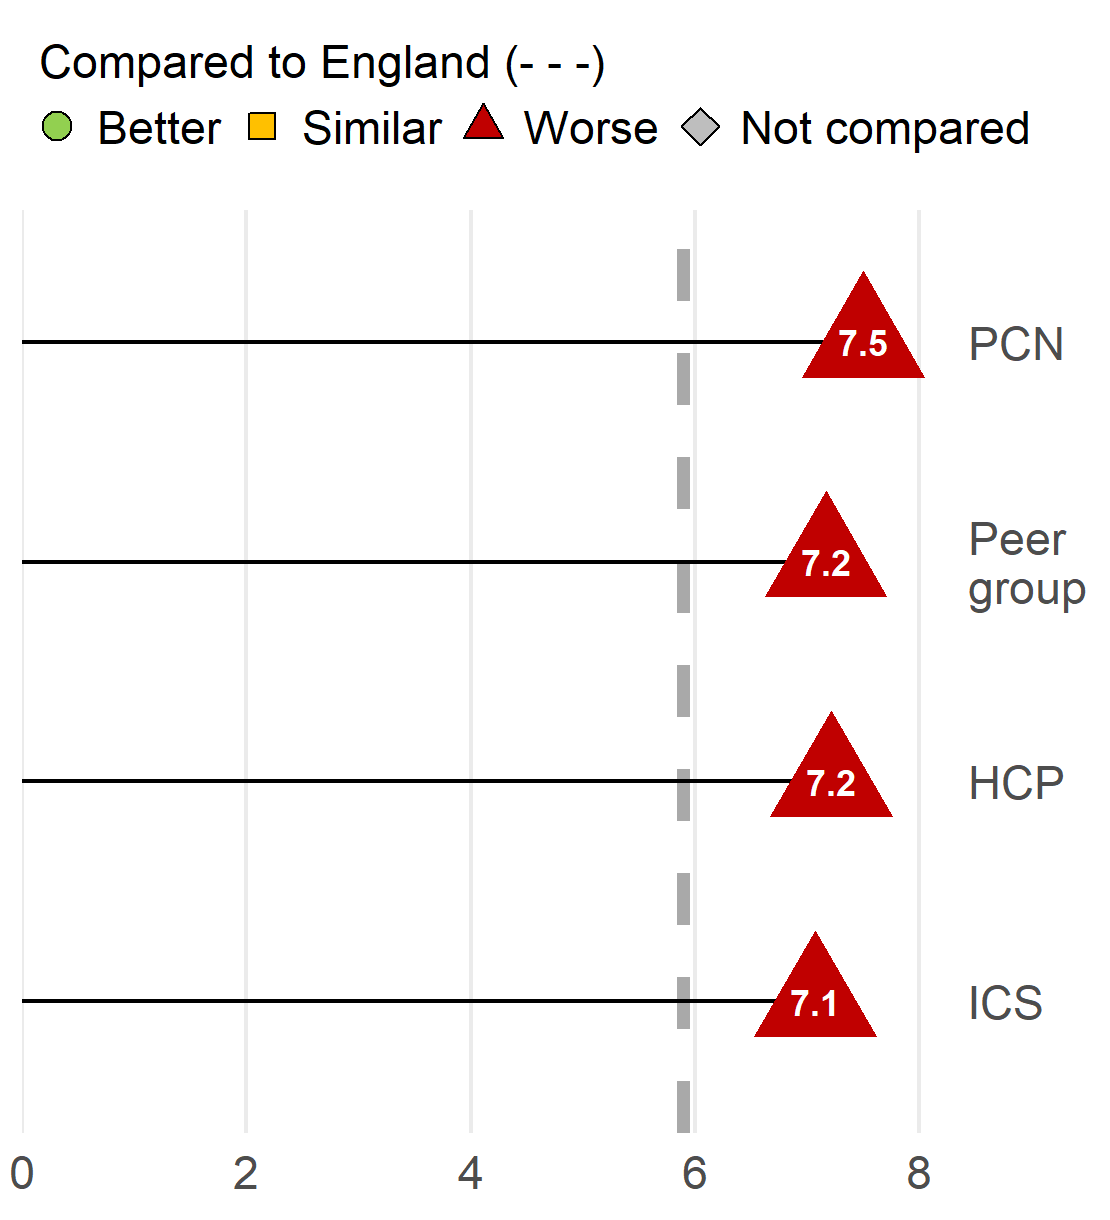 Compared to England (- - -)
Better Similar Worse Not compared
7.5 PCN
Peer
7.2
group
7.2 HCP
7.1 ICS
0 2 4 6 8